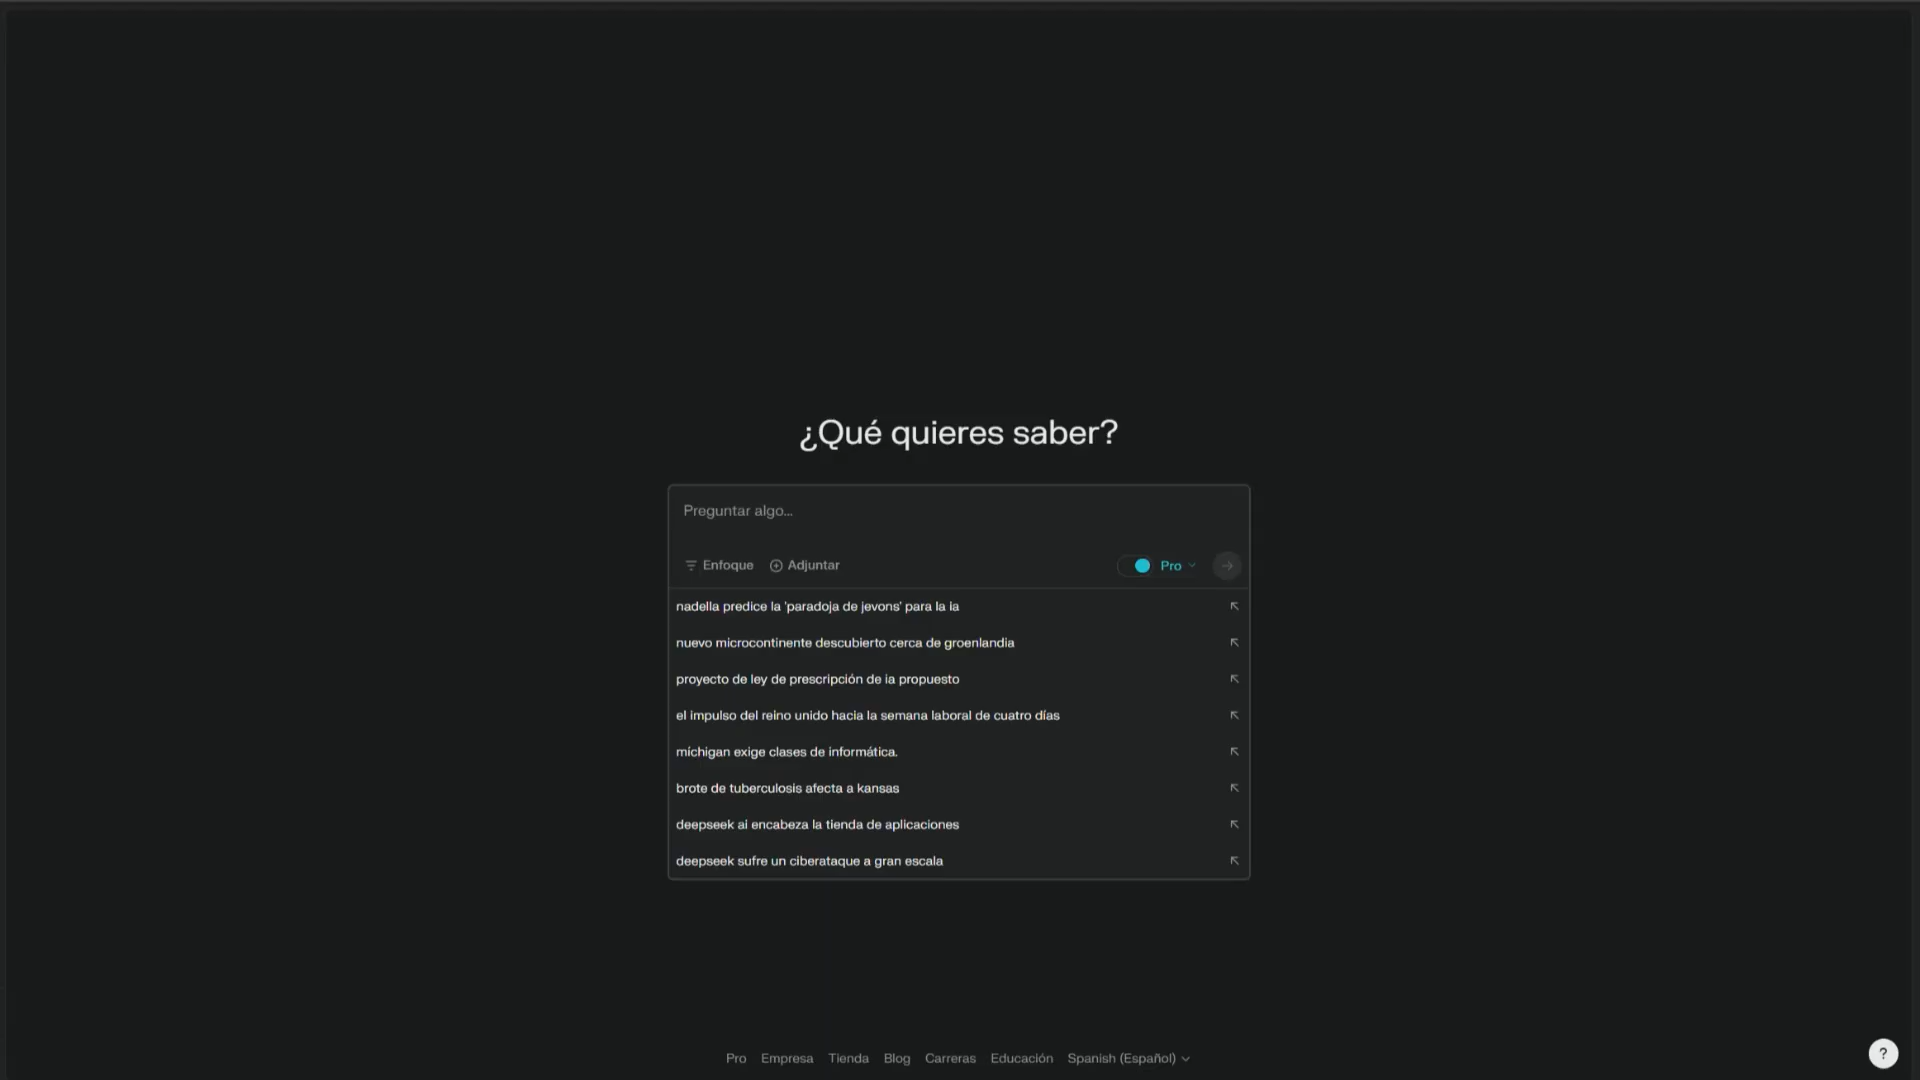 ¿Qué quieres saber?
Preguntar algo...
Enfoque Adjuntar Pro
nadella predice la 'paradoja de jevons' para la ia
nuevo microcontinente descubierto cerca de groenlandia
proyecto de ley de prescripción de ia propuesto
el impulso del reino unido hacia la semana laboral de cuatro días
míchigan exige clases de informática.
brote de tuberculosis afecta a kansas
deepseek ai encabeza la tienda de aplicaciones
deepseek sufre un ciberataque a gran escala
Pro Empresa Tienda Blog Carreras Educación Spanish (Español)
?